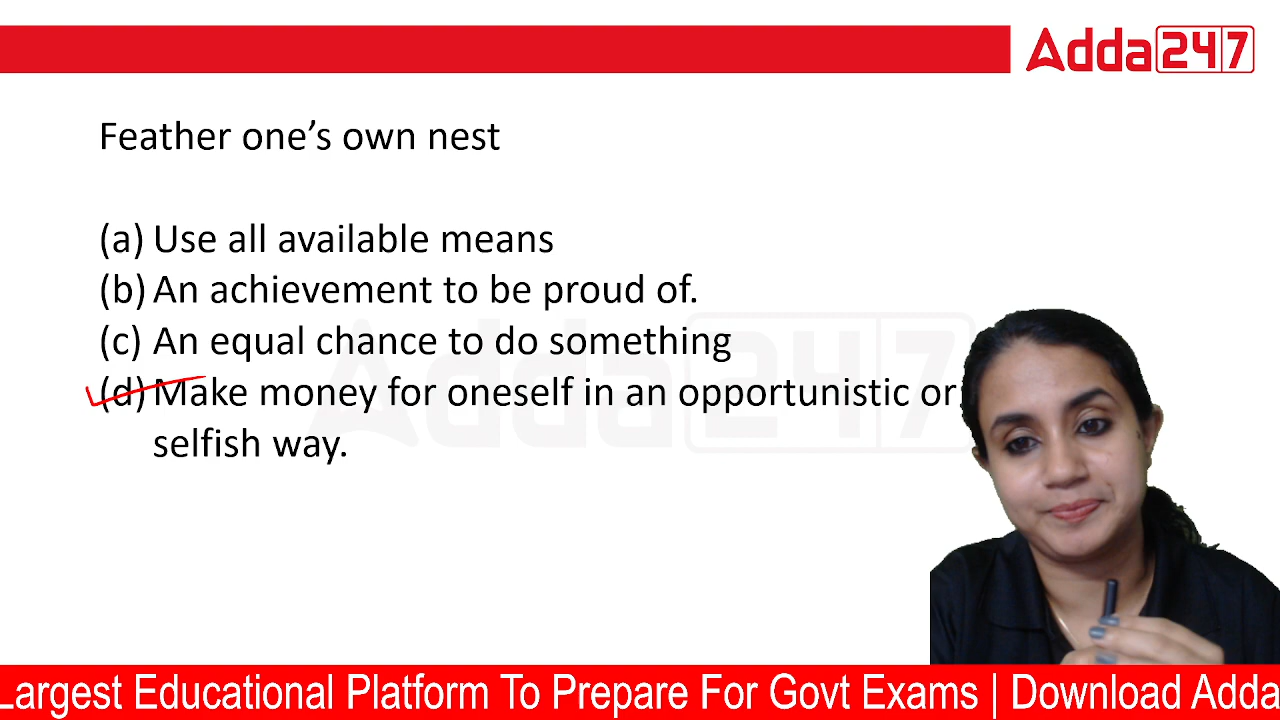 Adda247
Feather one’s own nest
(a) Use all available means
(b) An achievement to be proud of.
(c) An equal chance to do something
(d) Make money for oneself in an opportunistic or
selfish way.
Adda247
Largest Educational Platform To Prepare For Govt Exams | Download Adda